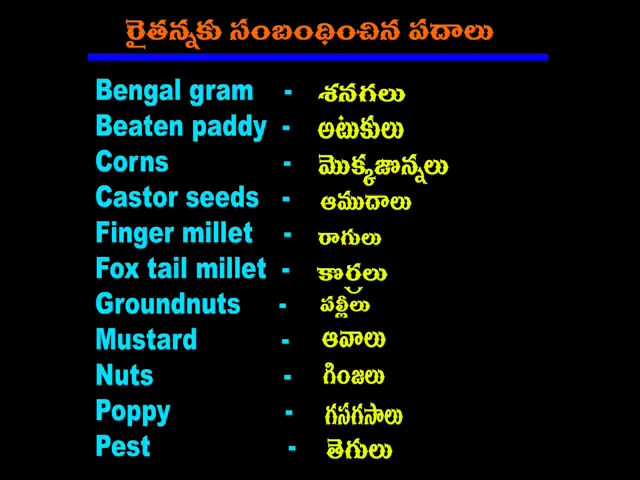 రైతన్నకు సంబంధించిన పదాలు
Bengal gram - శనగలు
Beaten paddy - అటుకులు
Corns - మొక్కజొన్నలు
Castor seeds - ఆముదాలు
Finger millet - రాగులు
Fox tail millet - కొర్రలు
Groundnuts - పల్లీలు
Mustard - ఆవాలు
Nuts - గింజలు
Poppy - గసగసాలు
Pest - తెగులు